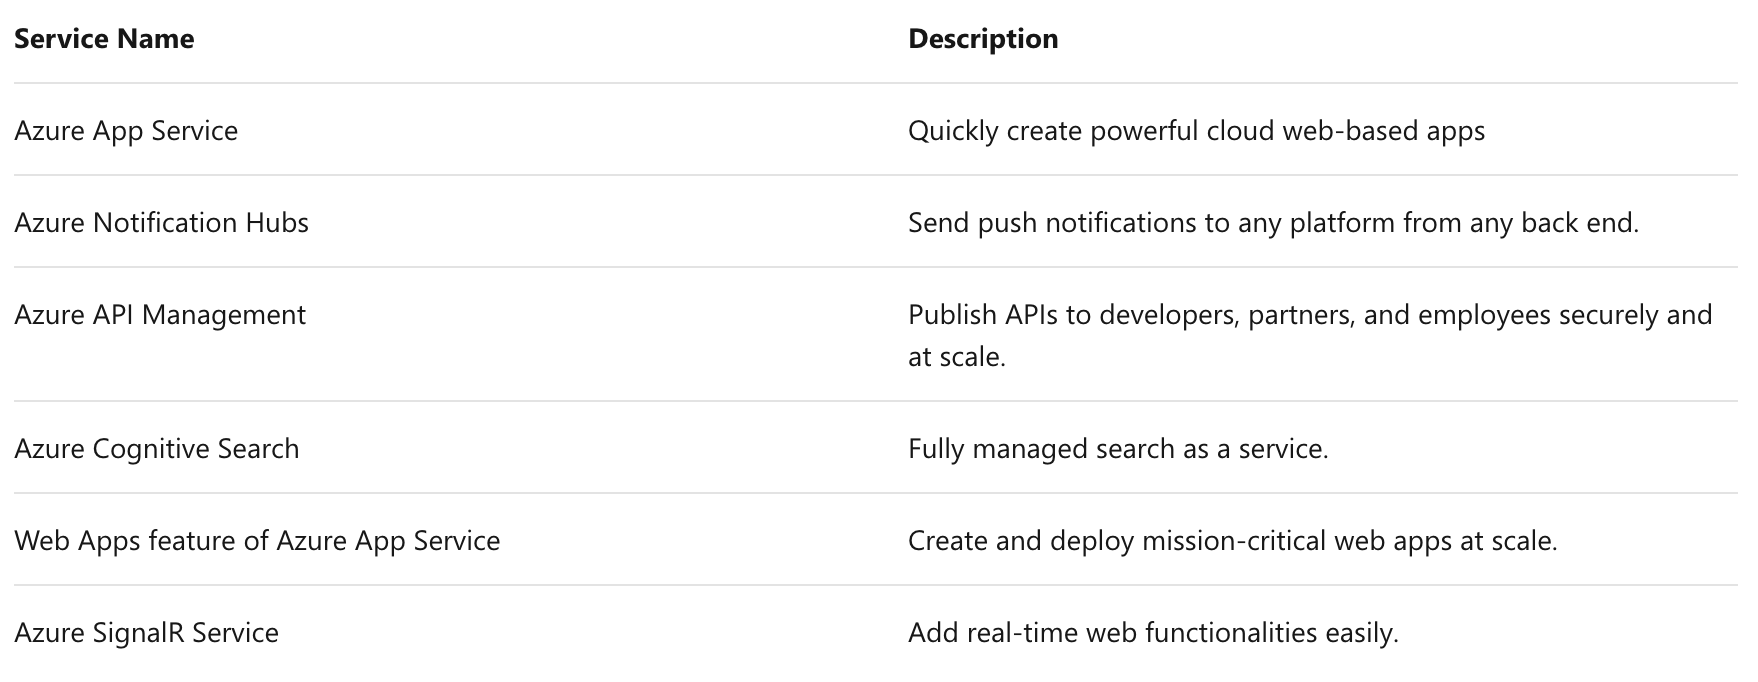 Service Name Description
Azure App Service Quickly create powerful cloud web-based apps
Azure Notification Hubs Send push notifications to any platform from any back end.
Azure API Management Publish APIs to developers, partners, and employees securely and
at scale.
Azure Cognitive Search Fully managed search as a service.
Web Apps feature of Azure App Service Create and deploy mission-critical web apps at scale.
Azure SignalR Service Add real-time web functionalities easily.